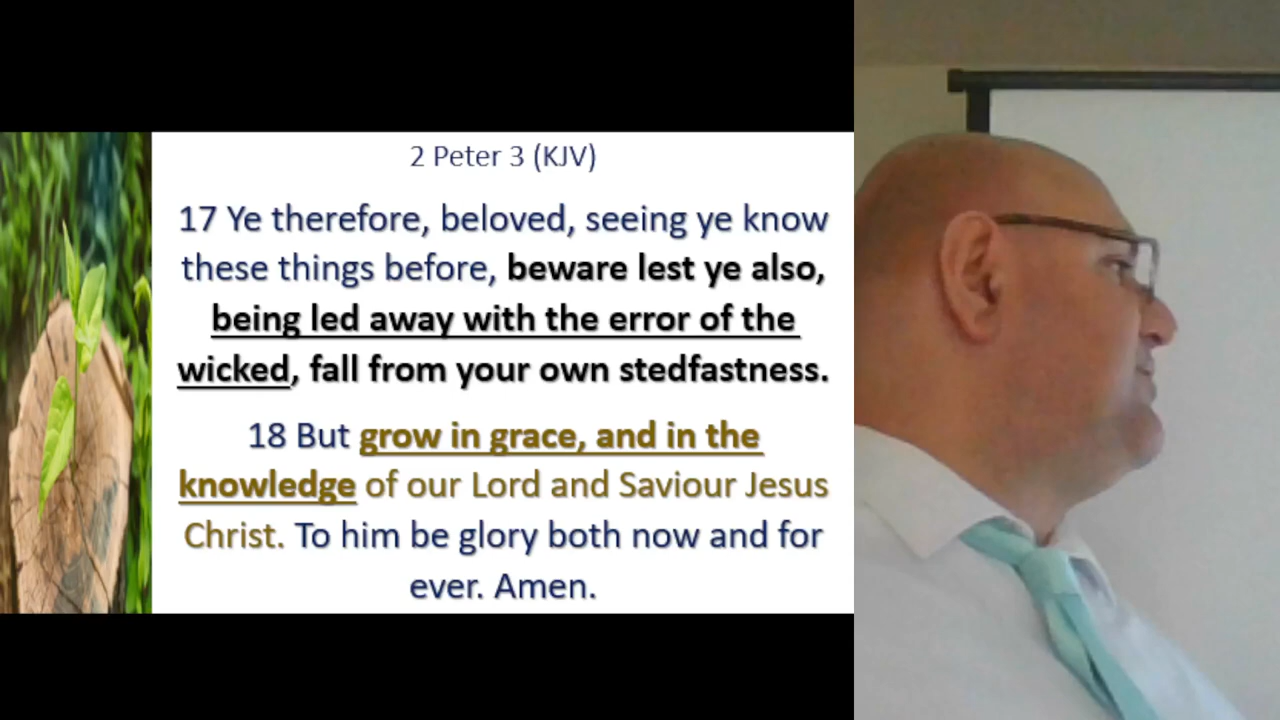 2 Peter 3 (KJV)
17 Ye therefore, beloved, seeing ye know
these things before, beware lest ye also,
being led away with the error of the
wicked, fall from your own stedfastness.
18 But grow in grace, and in the
knowledge of our Lord and Saviour Jesus
Christ. To him be glory both now and for
ever. Amen.